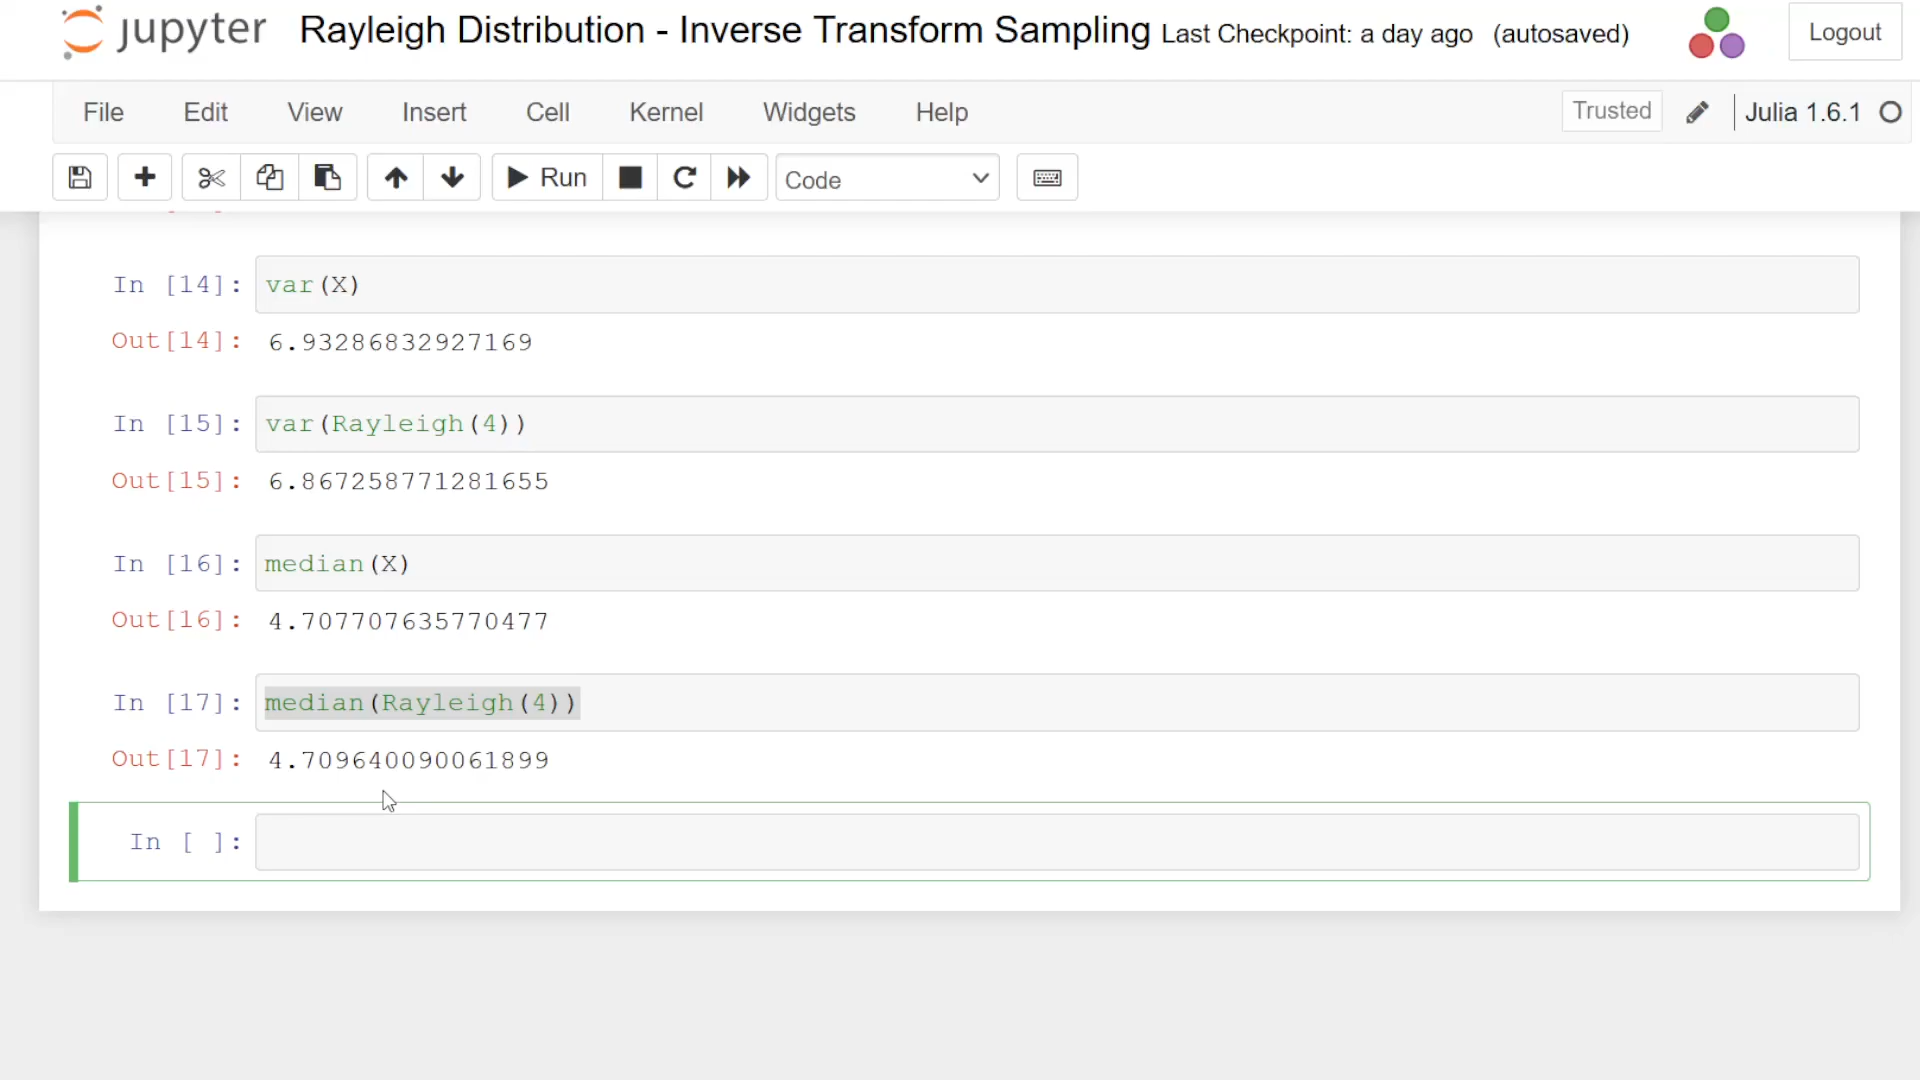 jupyter Rayleigh Distribution - Inverse Transform Sampling Last Checkpoint: a day ago (autosaved) Logout
File Edit View Insert Cell Kernel Widgets Help Trusted Julia 1.6.1
Run Code
In [14]: var(X)
Out[14]: 6.93286832927169
In [15]: var(Rayleigh(4))
Out[15]: 6.867258771281655
In [16]: median(X)
Out[16]: 4.707707635770477
In [17]: median(Rayleigh(4))
Out[17]: 4.709640090061899
In [ ]: